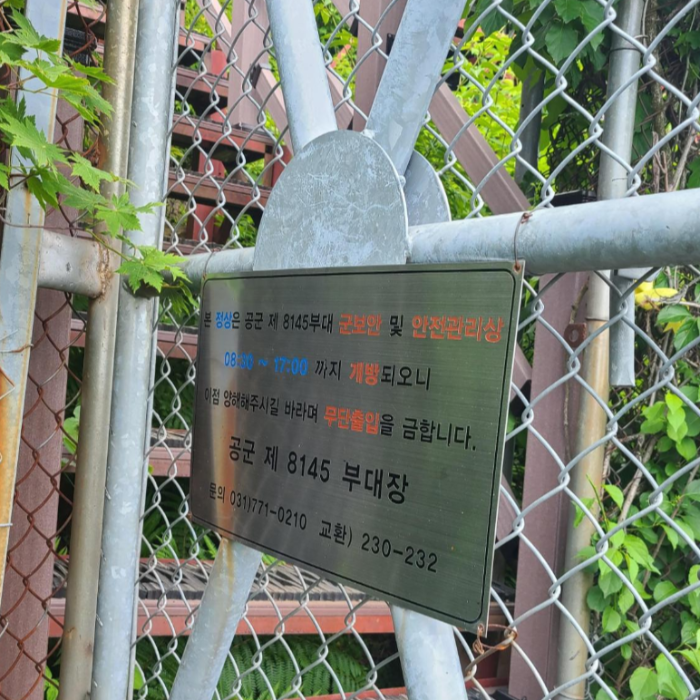 본 정상은 공군 제 8145부대 군보안 및 안전관리상
08:30 ~ 17:00 까지 개방되오니
이점 양해해주시길 바라며 무단출입을 금합니다.
공군 제 8145 부대장
문의 031)771-0210 교환) 230-232